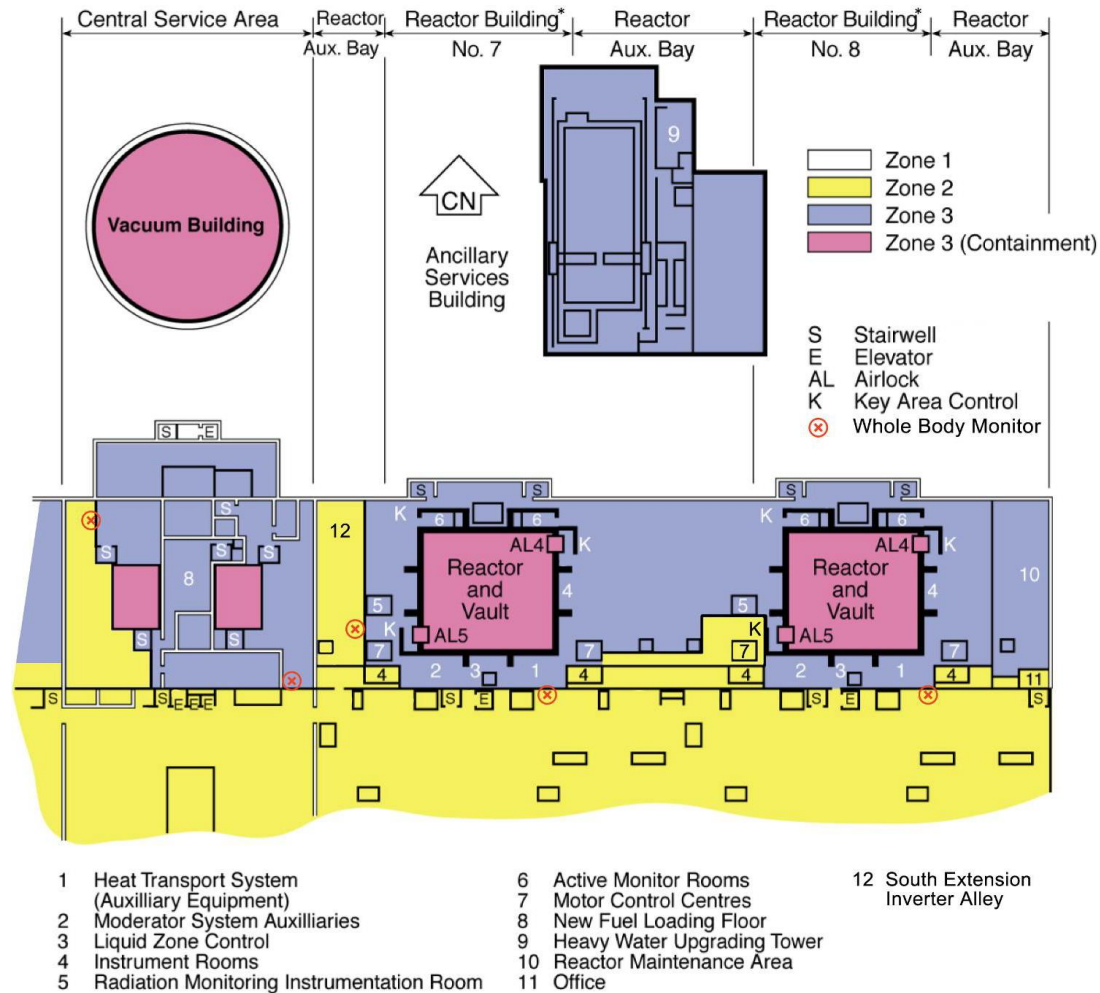 Central Service Area
Reactor
Aux. Bay
Reactor Building*
No. 7
Reactor
Aux. Bay
Reactor Building*
No. 8
Reactor
Aux. Bay
Vacuum Building
CN
Ancillary
Services
Building
9
Zone 1
Zone 2
Zone 3
Zone 3 (Containment)
S Stairwell
E Elevator
AL Airlock
K Key Area Control
Whole Body Monitor
S E
S S S S
K 6 6 K 6 6
S
12
AL4 K AL4 K
S S S
8
Reactor
and
Vault
4
Reactor
and
Vault
4
10
5 5
K AL5 K AL5
S S
7 7 7 7
2 3 1 2 3 1
4 4 4 4 11
S S E E E S E S E S
1 Heat Transport System
(Auxilliary Equipment)
2 Moderator System Auxilliaries
3 Liquid Zone Control
4 Instrument Rooms
5 Radiation Monitoring Instrumentation Room
6 Active Monitor Rooms
7 Motor Control Centres
8 New Fuel Loading Floor
9 Heavy Water Upgrading Tower
10 Reactor Maintenance Area
11 Office
12 South Extension
Inverter Alley